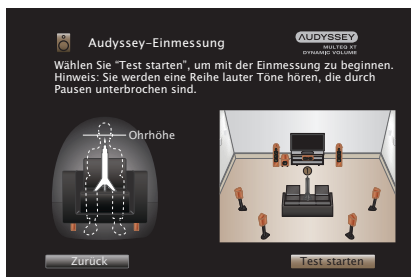 Audyssey-Einmessung
AUDYSSEY
MULTEQ XT
DYNAMIC VOLUME
Wählen Sie “Test starten”, um mit der Einmessung zu beginnen.
Hinweis: Sie werden eine Reihe lauter Töne hören, die durch
Pausen unterbrochen sind.
Ohrhöhe
Zurück
Test starten